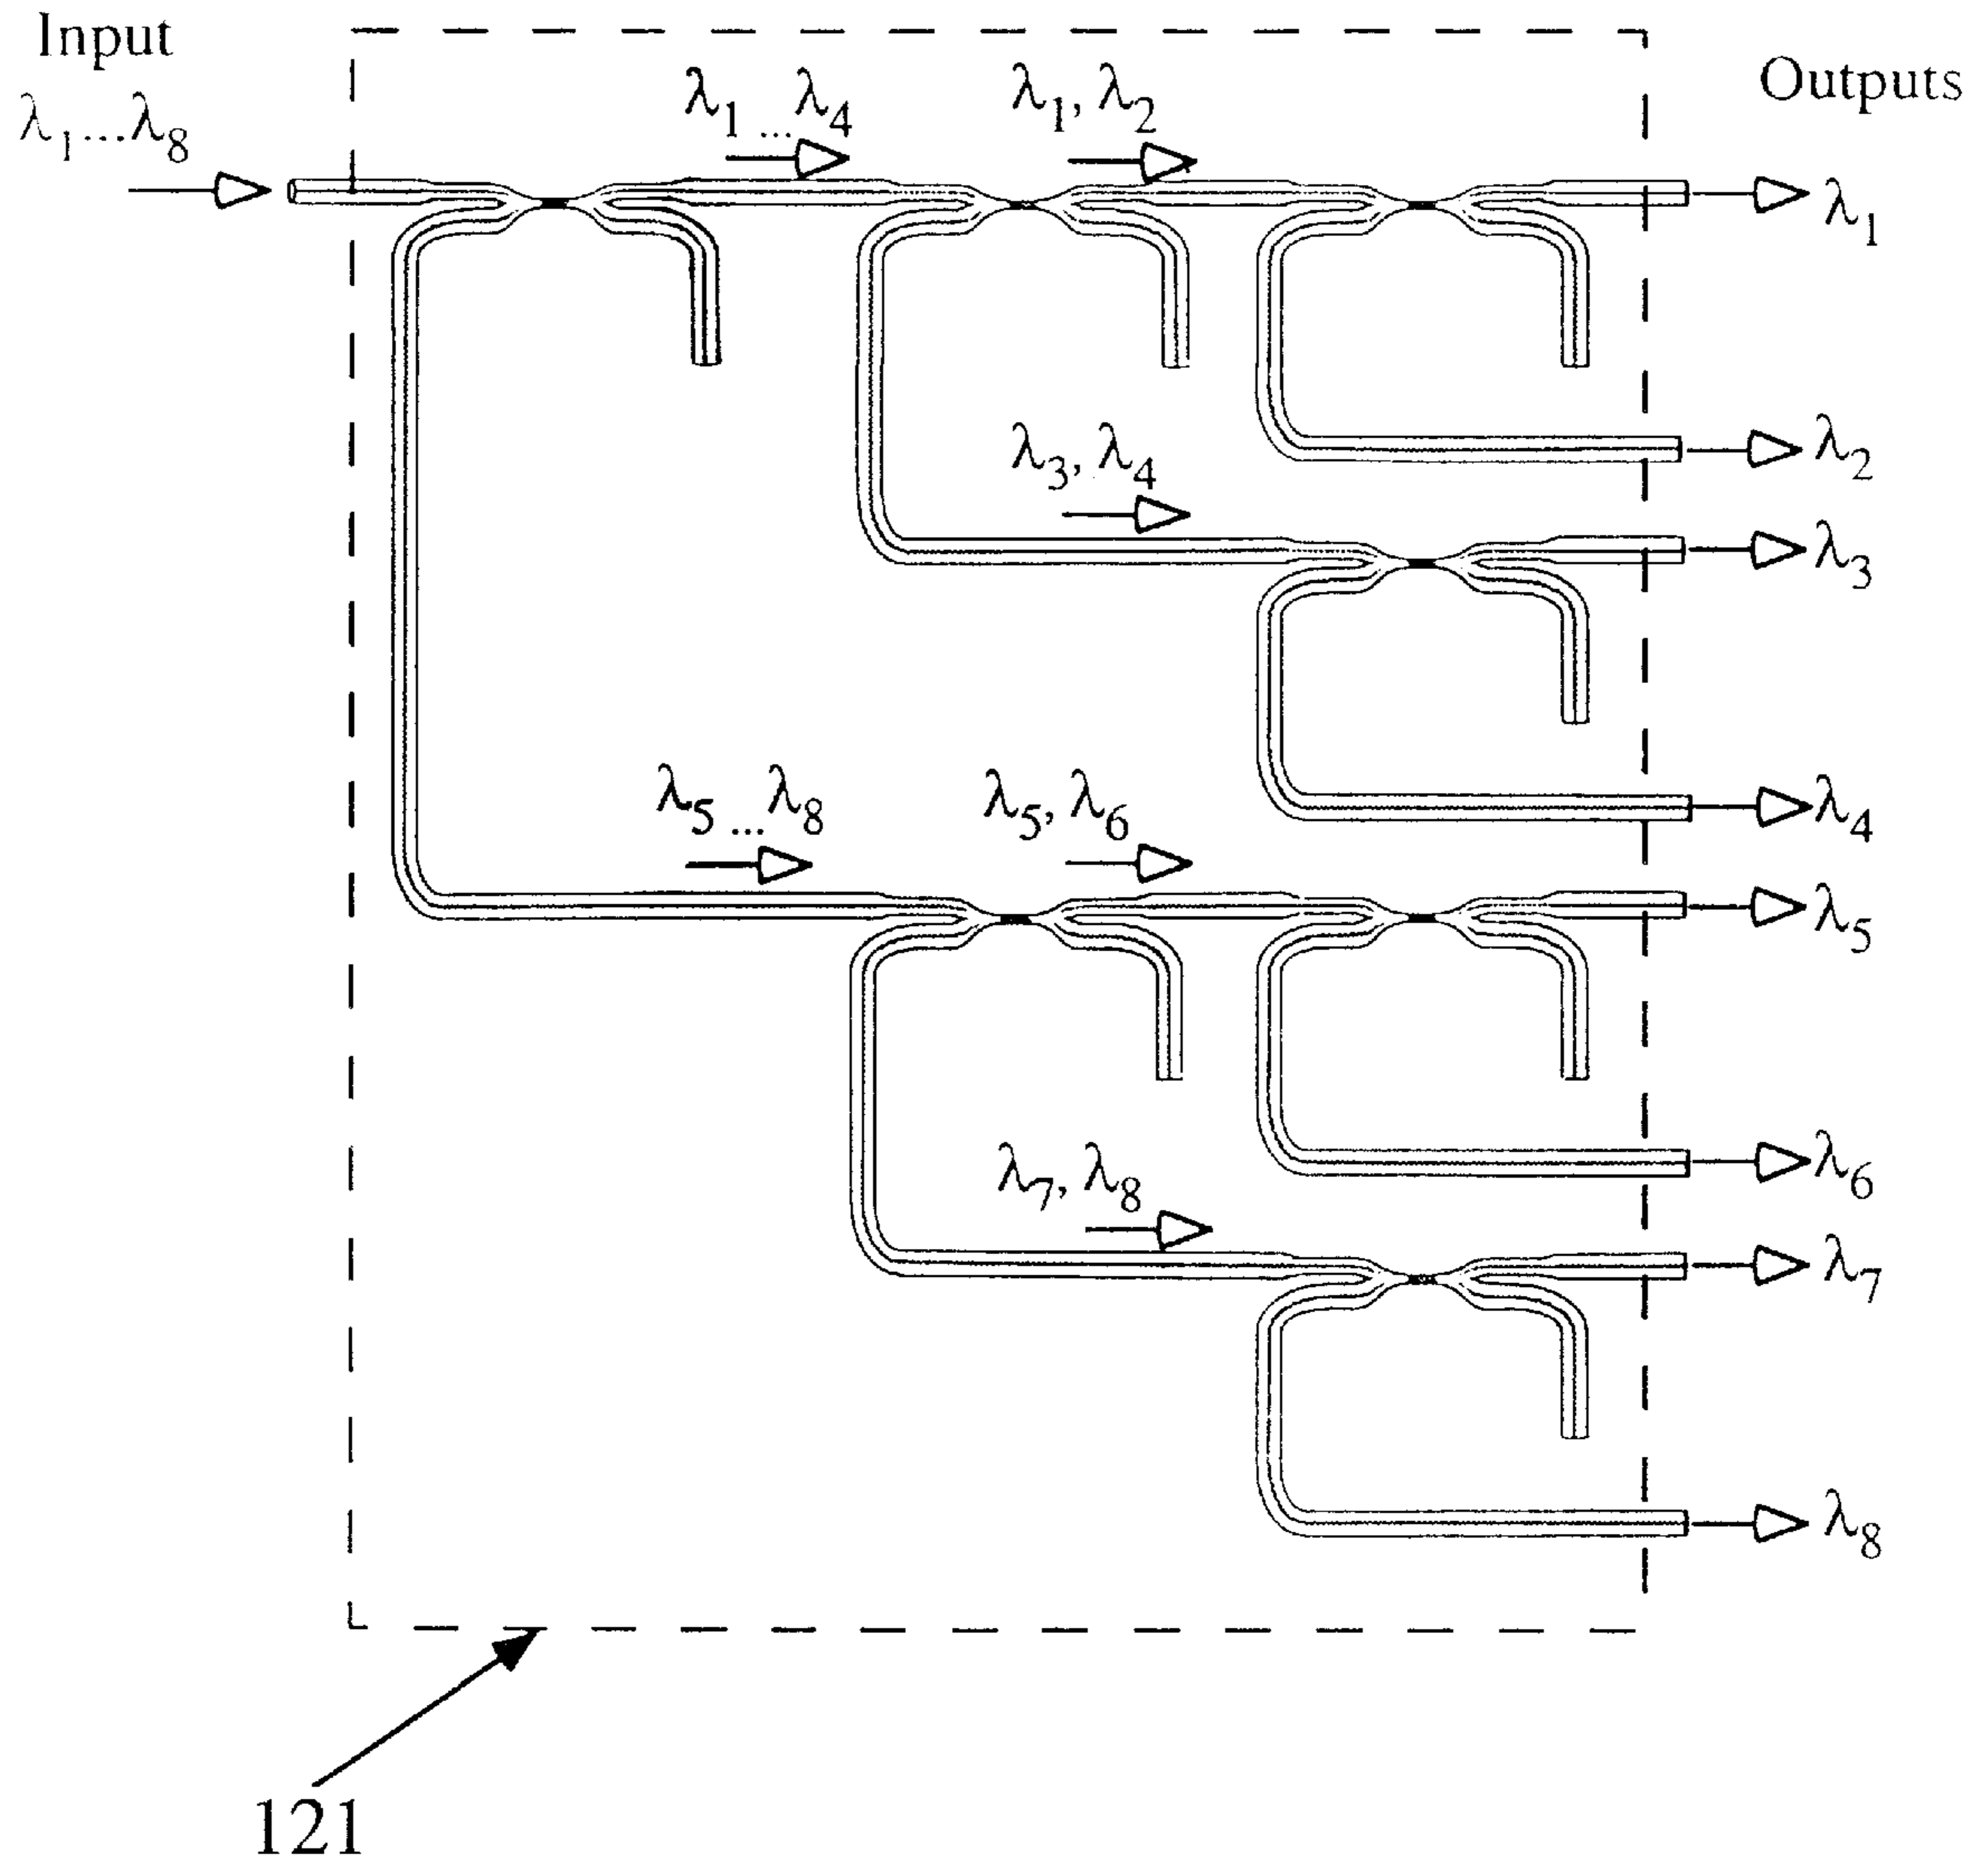 Input
λ1...λ8
λ1...λ4
λ1, λ2
Outputs
λ1
λ2
λ3, λ4
λ3
λ4
λ5...λ8
λ5, λ6
λ5
λ6
λ7, λ8
λ7
λ8
121